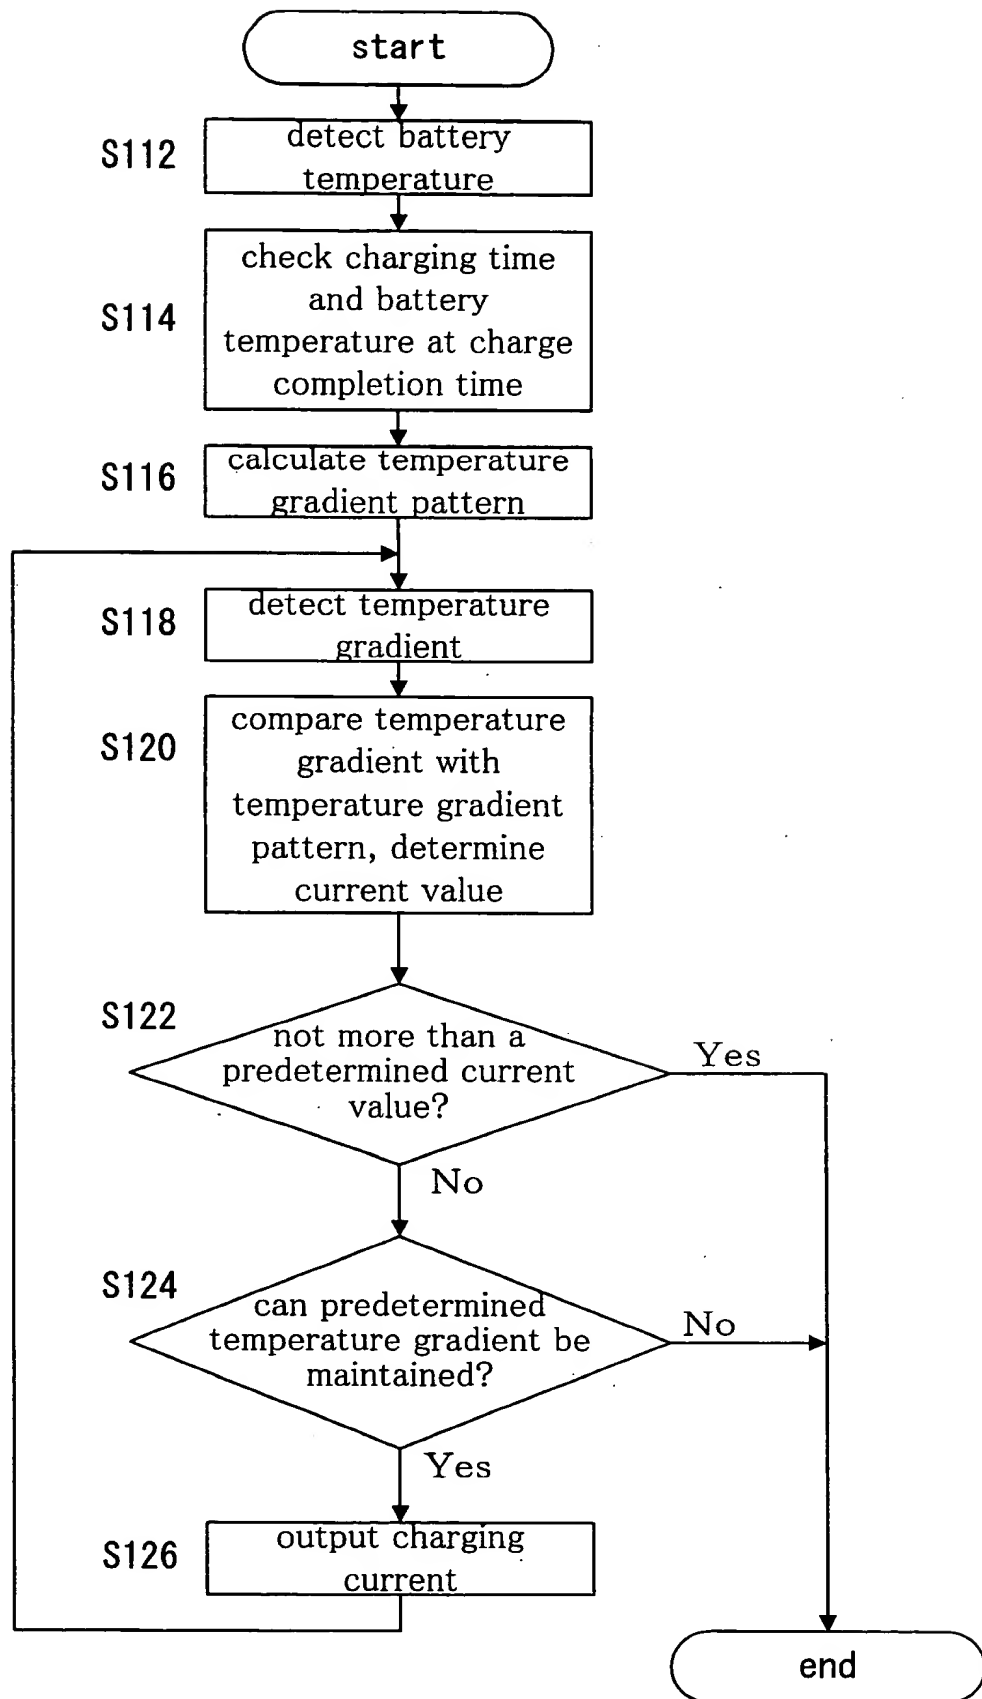 start
S112
detect battery
temperature
S114
check charging time
and battery
temperature at charge
completion time
S116
calculate temperature
gradient pattern
S118
detect temperature
gradient
S120
compare temperature
gradient with
temperature gradient
pattern, determine
current value
S122
not more than a
predetermined current
value?
Yes
No
S124
can predetermined
temperature gradient be
maintained?
No
Yes
S126
output charging
current
end